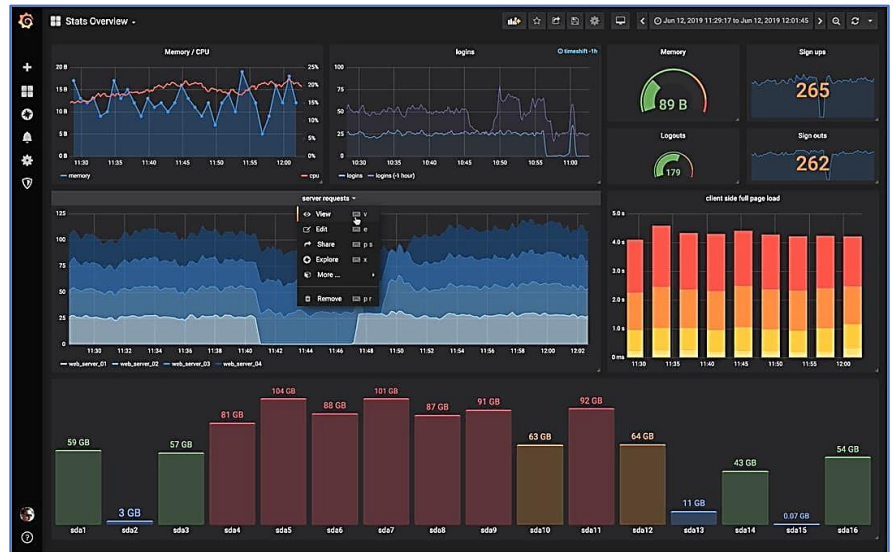 Stats Overview
Jun 12, 2019 11:29:17 to Jun 12, 2019 12:01:45
Memory / CPU
20 B
15 B
10 B
5 B
0 B
25%
20%
15%
10%
5%
0%
11:30 11:35 11:40 11:45 11:50 11:55 12:00
memory cpu
logins
timeshift -1h
100
75
50
25
0
10:30 10:35 10:40 10:45 10:50 10:55 11:00
logins logins (-1 hour)
Memory
89 B
Sign ups
265
Logouts
179
Sign outs
262
server requests
125
100
75
50
25
0
11:30 11:32 11:34 11:36 11:38 11:40 11:42 11:44 11:46 11:48 11:50 11:52 11:54 11:56 11:58 12:00 12:02
web_server_01 web_server_02 web_server_03 web_server_04
View v
Edit e
Share p s
Explore x
More ...
Remove p r
client side full page load
5.0 s
4.0 s
3.0 s
2.0 s
1.0 s
0 ms
11:30 11:35 11:40 11:45 11:50 11:55 12:00
59 GB 3 GB 57 GB 81 GB 104 GB 88 GB 101 GB 87 GB 91 GB 63 GB 92 GB 64 GB 11 GB 43 GB 0.07 GB 54 GB
sda1 sda2 sda3 sda4 sda5 sda6 sda7 sda8 sda9 sda10 sda11 sda12 sda13 sda14 sda15 sda16